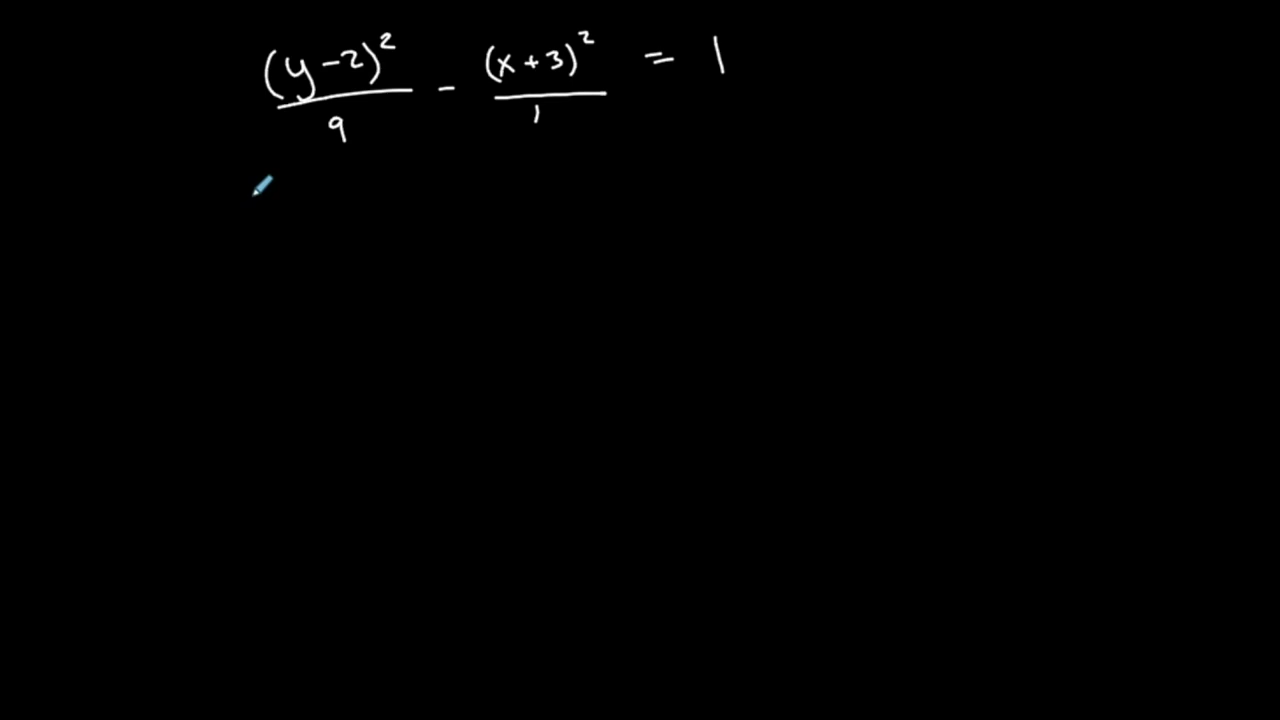 (y-2)²/9 - (x+3)²/1 = 1